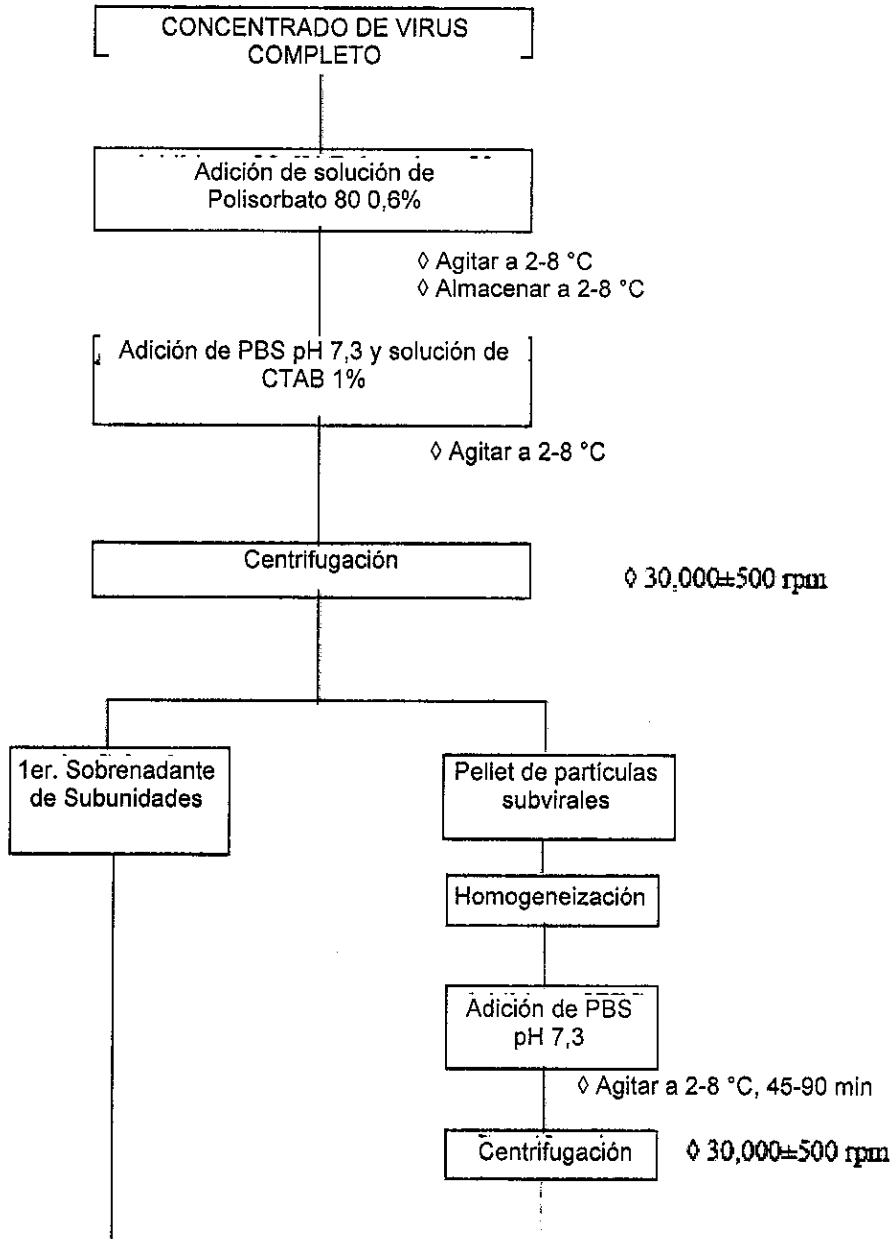 CONCENTRADO DE VIRUS
COMPLETO
Adición de solución de
Polisorbato 80 0,6%
◊ Agitar a 2-8 °C
◊ Almacenar a 2-8 °C
Adición de PBS pH 7,3 y solución de
CTAB 1%
◊ Agitar a 2-8 °C
Centrifugación
◊ 30,000±500 rpm
1er. Sobrenadante
de Subunidades
Pellet de partículas
subvirales
Homogeneización
Adición de PBS
pH 7,3
◊ Agitar a 2-8 °C, 45-90 min
Centrifugación
◊ 30,000±500 rpm